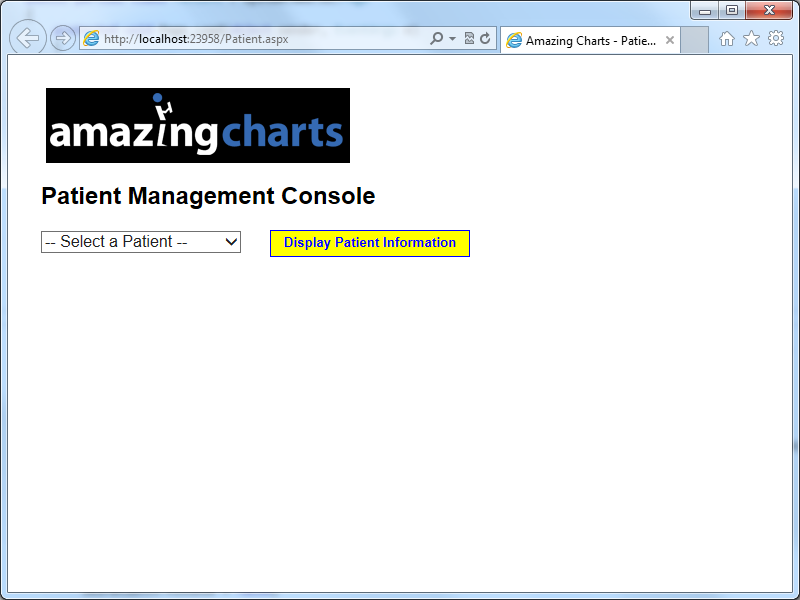 http://localhost:23958/Patient.aspx
Amazing Charts - Patie...
amazingcharts
Patient Management Console
-- Select a Patient --
Display Patient Information